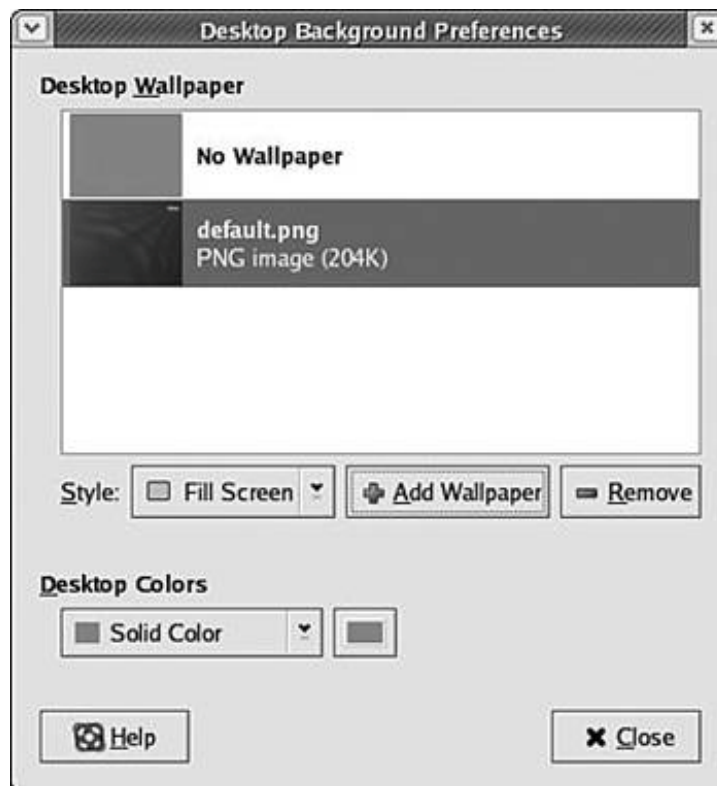 Desktop Background Preferences
Desktop Wallpaper
No Wallpaper
default.png
PNG image (204K)
Style: Fill Screen Add Wallpaper Remove
Desktop Colors
Solid Color
Help Close